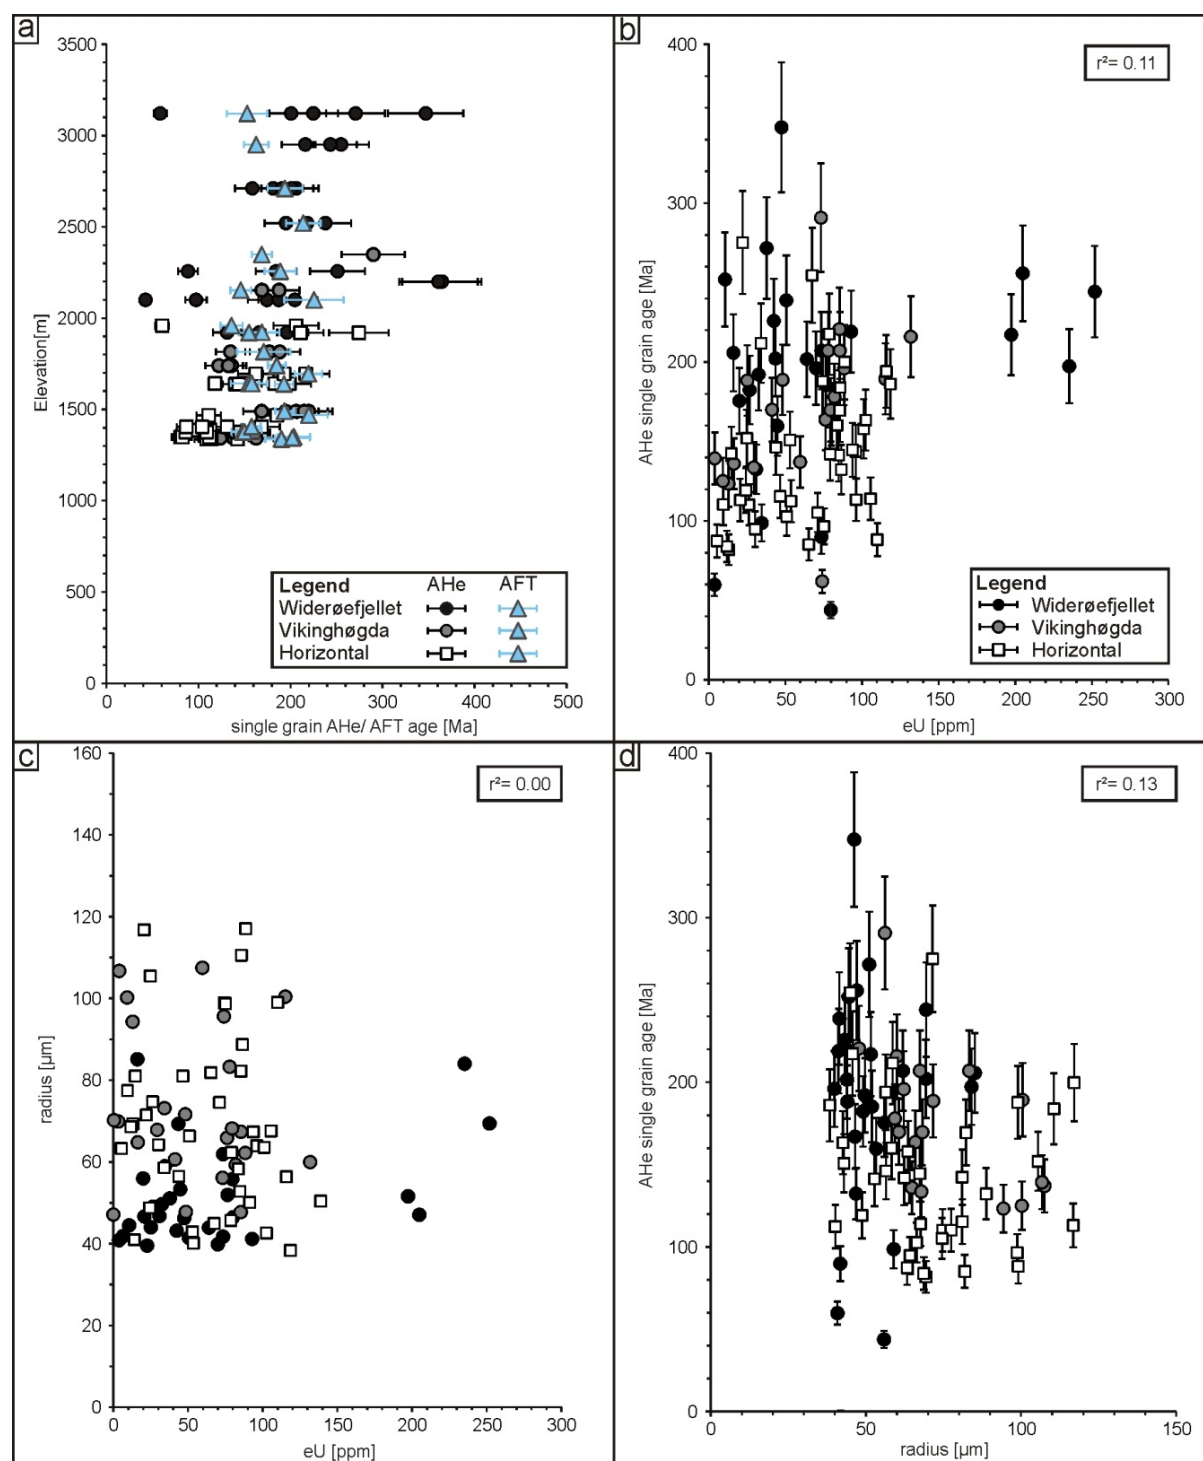 a
3500
3000
2500
2000
1500
1000
500
0
Elevation[m]
0 100 200 300 400 500
single grain AHe/ AFT age [Ma]
Legend AHe AFT
Widerøefjellet
Vikinghøgda
Horizontal
b
400
300
200
100
0
AHe single grain age [Ma]
r²= 0.11
Legend
Widerøefjellet
Vikinghøgda
Horizontal
0 50 100 150 200 250 300
eU [ppm]
c
160
140
120
100
80
60
40
20
0
radius [µm]
r²= 0.00
0 50 100 150 200 250 300
eU [ppm]
d
400
300
200
100
0
AHe single grain age [Ma]
r²= 0.13
0 50 100 150
radius [µm]